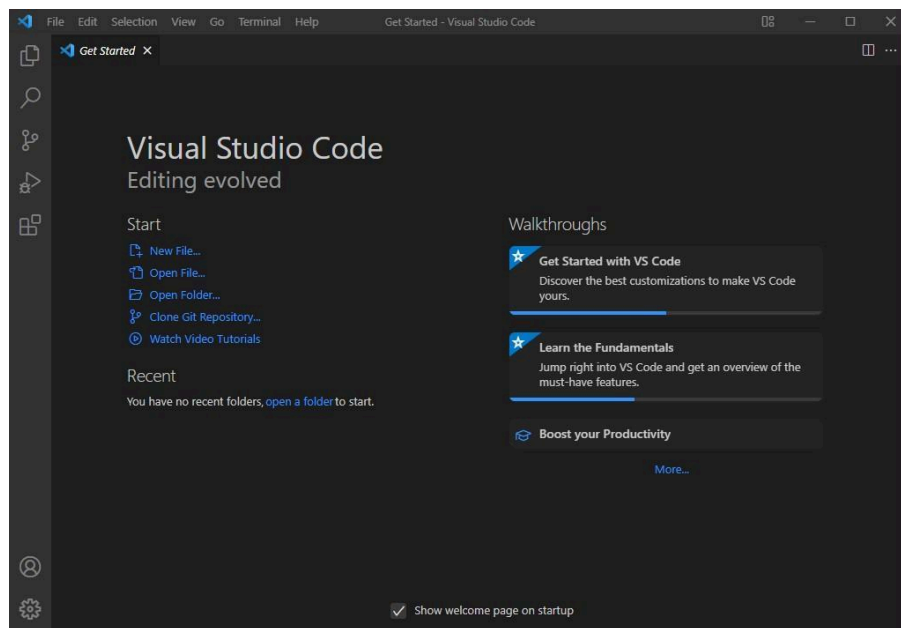 File Edit Selection View Go Terminal Help Get Started - Visual Studio Code
Get Started
Visual Studio Code
Editing evolved
Start
New File...
Open File...
Open Folder...
Clone Git Repository...
Watch Video Tutorials
Recent
You have no recent folders, open a folder to start.
Walkthroughs
Get Started with VS Code
Discover the best customizations to make VS Code
yours.
Learn the Fundamentals
Jump right into VS Code and get an overview of the
must-have features.
Boost your Productivity
More...
Show welcome page on startup